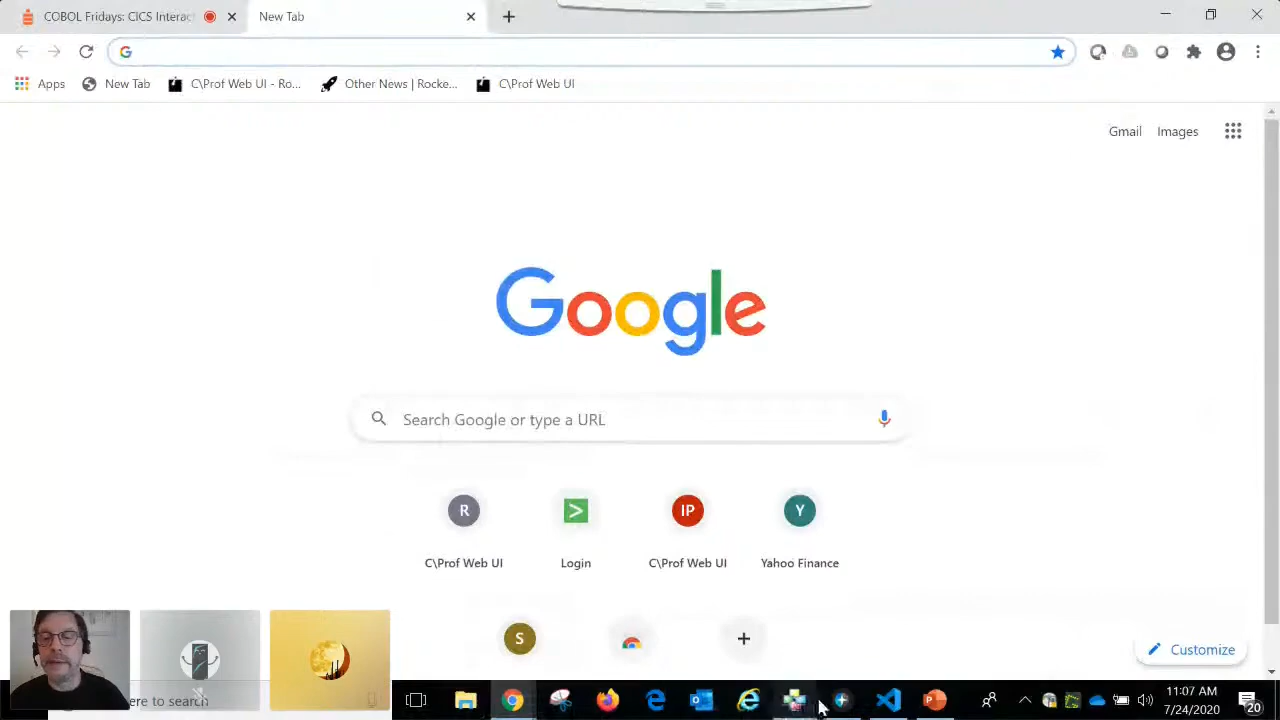 COBOL Fridays: CICS Interac
New Tab
Apps
New Tab
C\Prof Web UI - Ro...
Other News | Rocke...
C\Prof Web UI
Gmail
Images
Google
Search Google or type a URL
R
>
IP
Y
C\Prof Web UI
Login
C\Prof Web UI
Yahoo Finance
S
Customize
ere to search
11:07 AM
7/24/2020
20